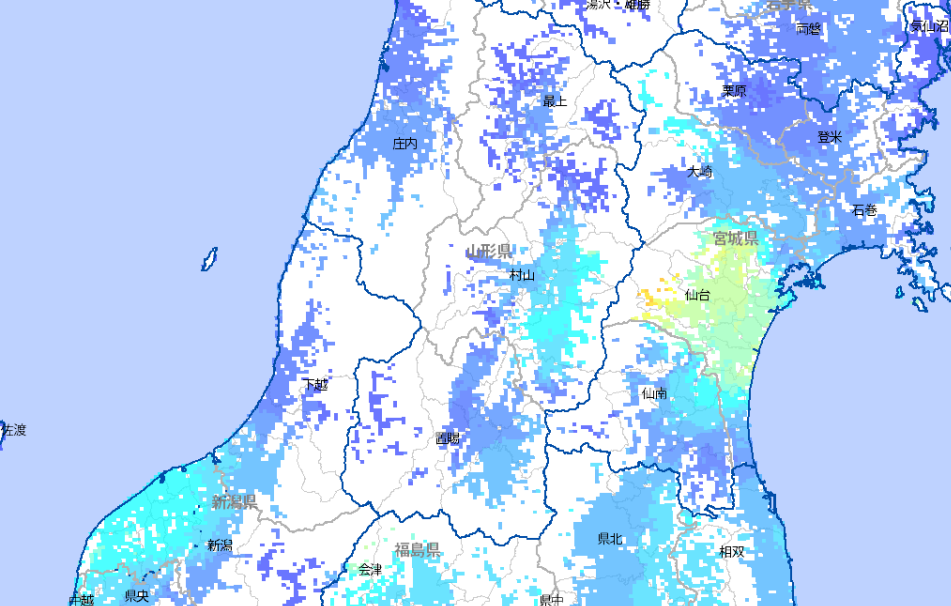 湯沢・雄勝
岩手県
両磐
気仙沼
栗原
最上
登米
庄内
大崎
石巻
宮城県
山形県
村山
仙台
下越
仙南
佐渡
置賜
新潟県
県北
新潟
福島県
相双
会津
県央
県中